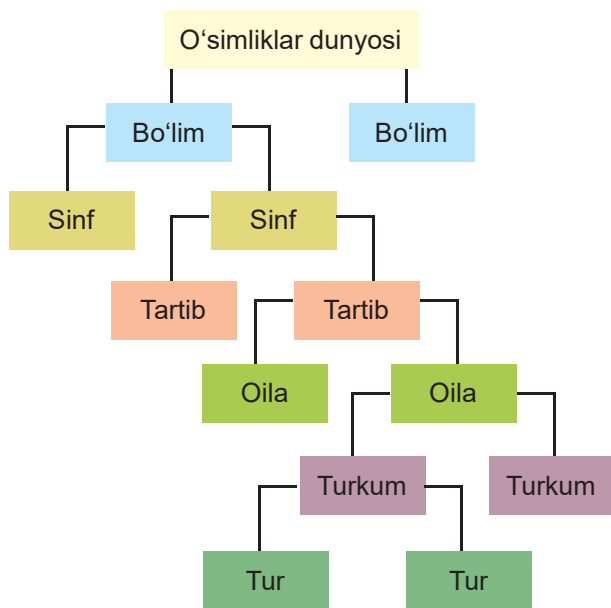 O‘simliklar dunyosi
Bo‘lim
Bo‘lim
Sinf
Sinf
Tartib
Tartib
Oila
Oila
Turkum
Turkum
Tur
Tur